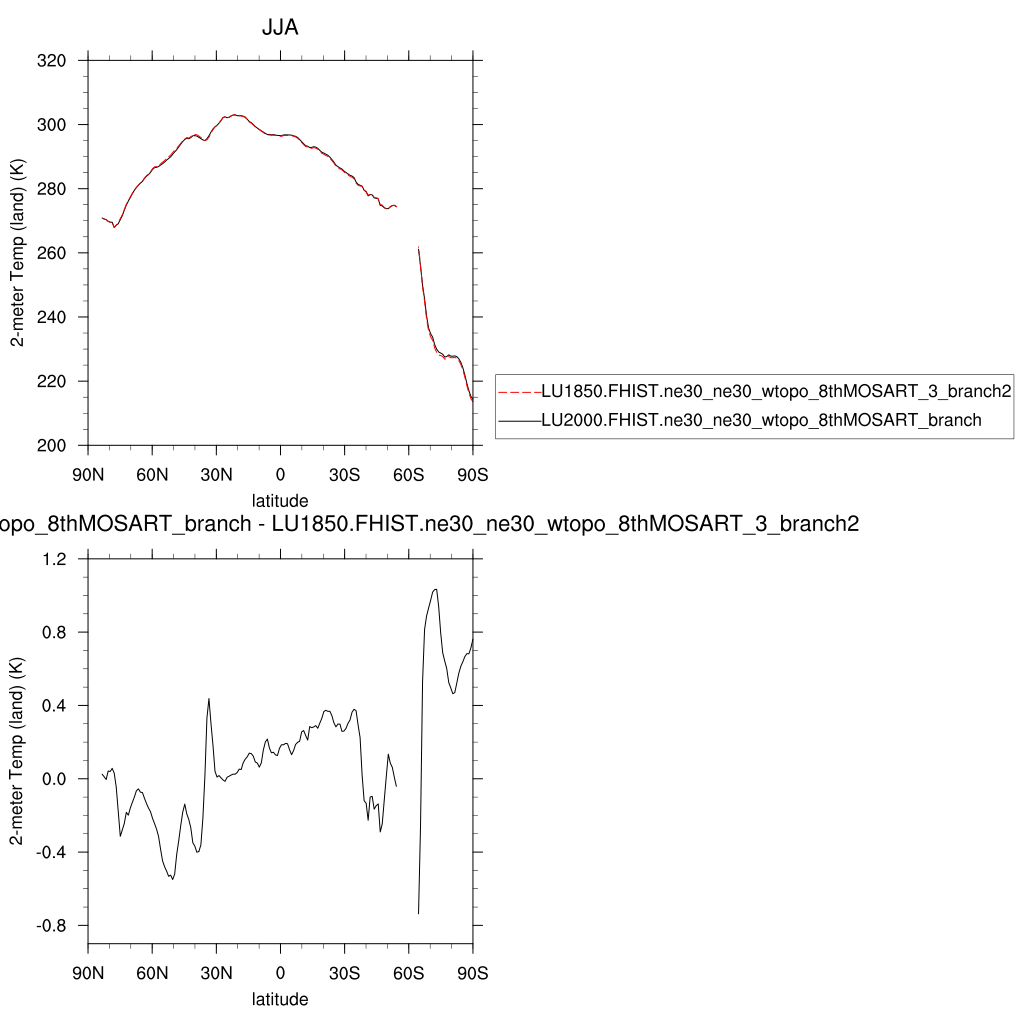 JJA
320
300
280
260
240
220
200
2-meter Temp (land) (K)
90N 60N 30N 0 30S 60S 90S
latitude
LU1850.FHIST.ne30_ne30_wtopo_8thMOSART_3_branch2
LU2000.FHIST.ne30_ne30_wtopo_8thMOSART_branch
opo_8thMOSART_branch - LU1850.FHIST.ne30_ne30_wtopo_8thMOSART_3_branch2
1.2
0.8
0.4
0.0
-0.4
-0.8
2-meter Temp (land) (K)
90N 60N 30N 0 30S 60S 90S
latitude